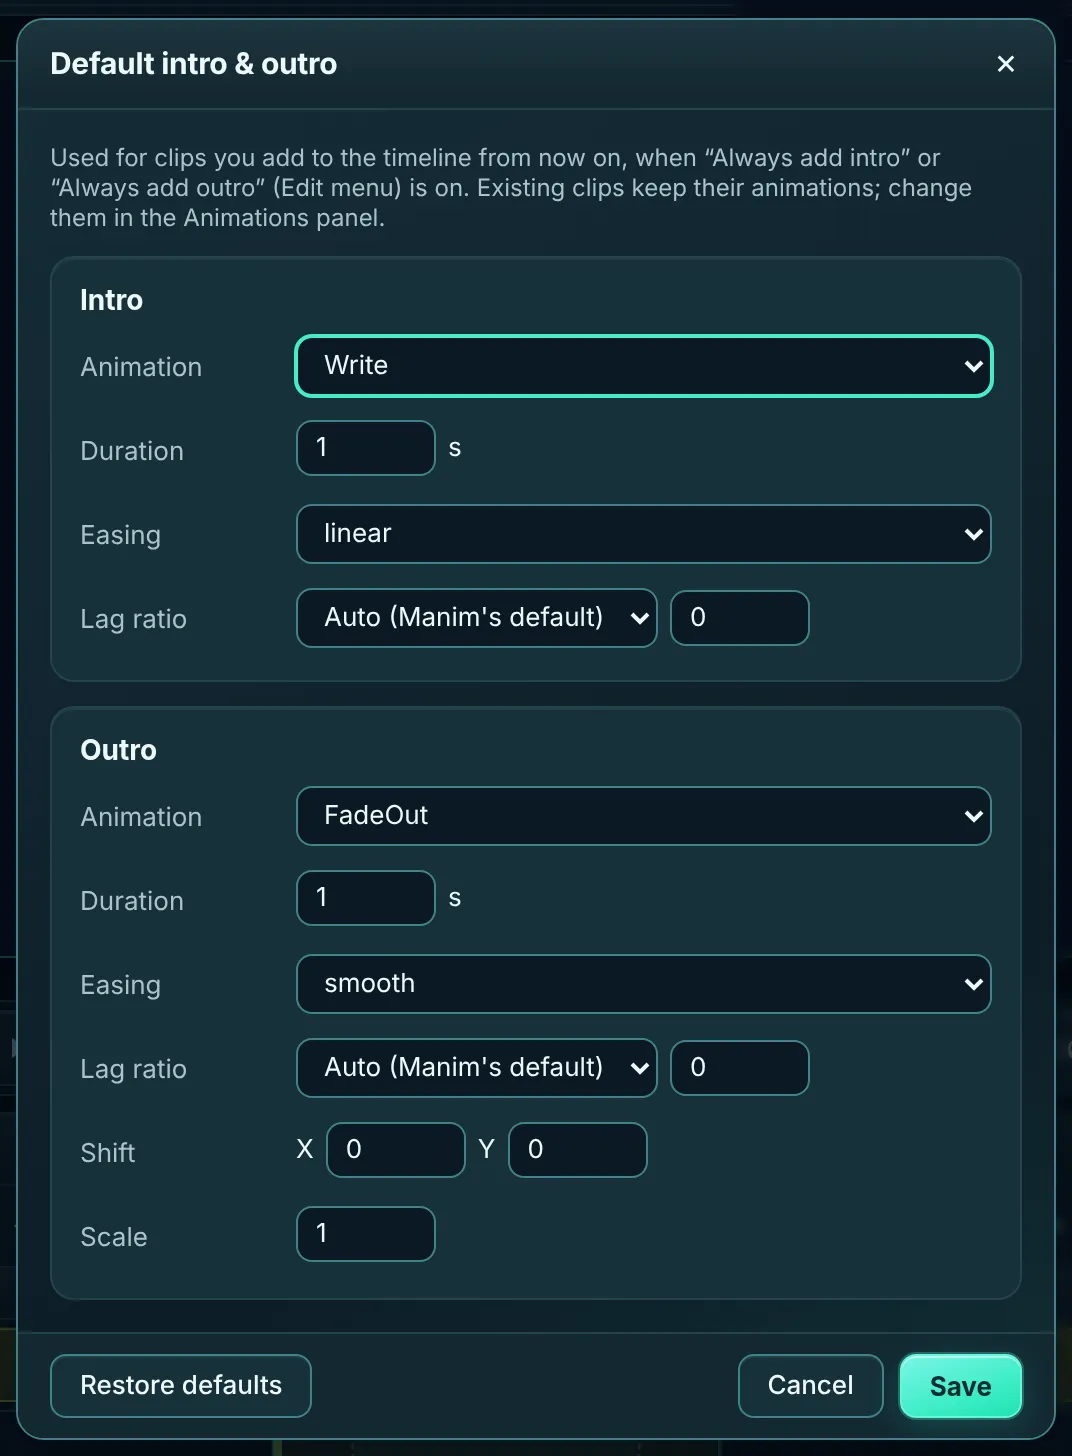 Default intro & outro
Used for clips you add to the timeline from now on, when “Always add intro” or
“Always add outro” (Edit menu) is on. Existing clips keep their animations; change
them in the Animations panel.
Intro
Animation Write
Duration 1 s
Easing linear
Lag ratio Auto (Manim's default) 0
Outro
Animation FadeOut
Duration 1 s
Easing smooth
Lag ratio Auto (Manim's default) 0
Shift X 0 Y 0
Scale 1
Restore defaults Cancel Save